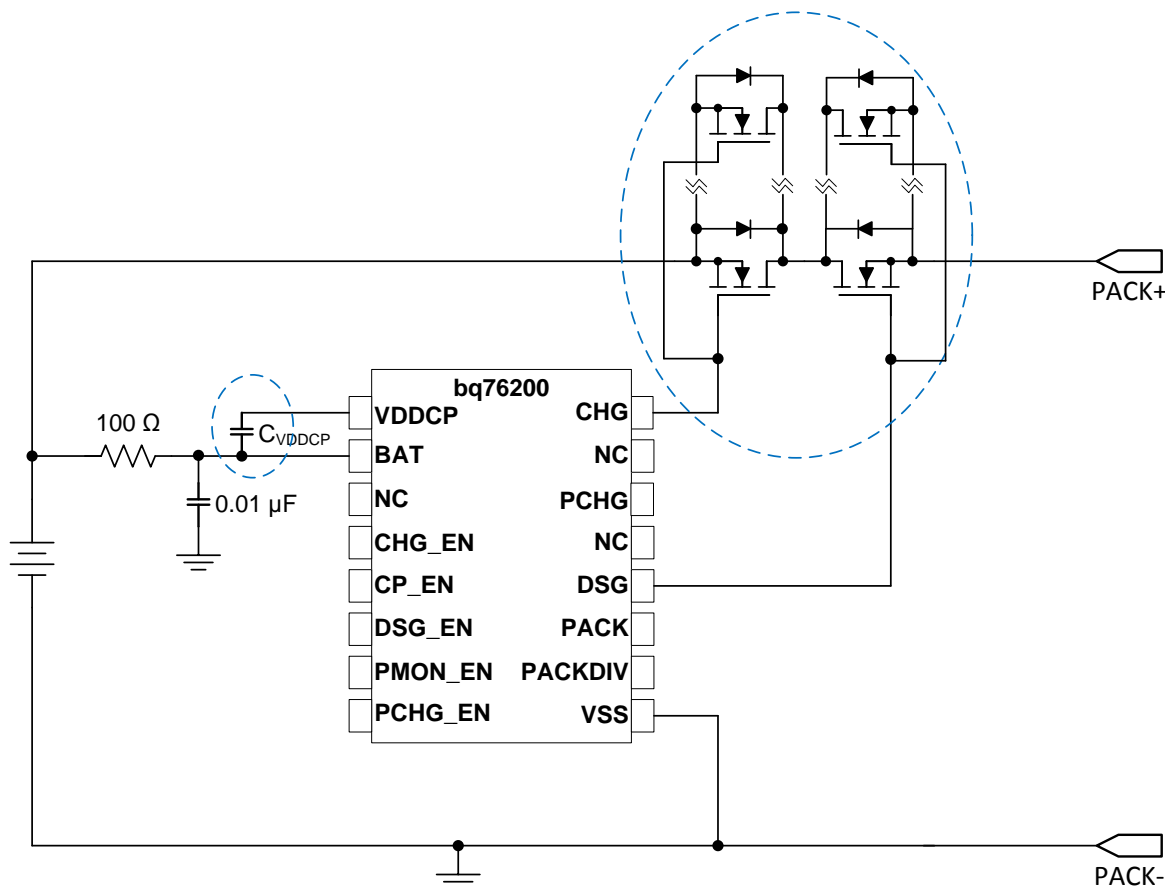 PACK+
bq76200
VDDCP
CHG
100 Ω
C_VDDCP
BAT
NC
NC
PCHG
0.01 µF
CHG_EN
NC
CP_EN
DSG
DSG_EN
PACK
PMON_EN
PACKDIV
PCHG_EN
VSS
PACK-